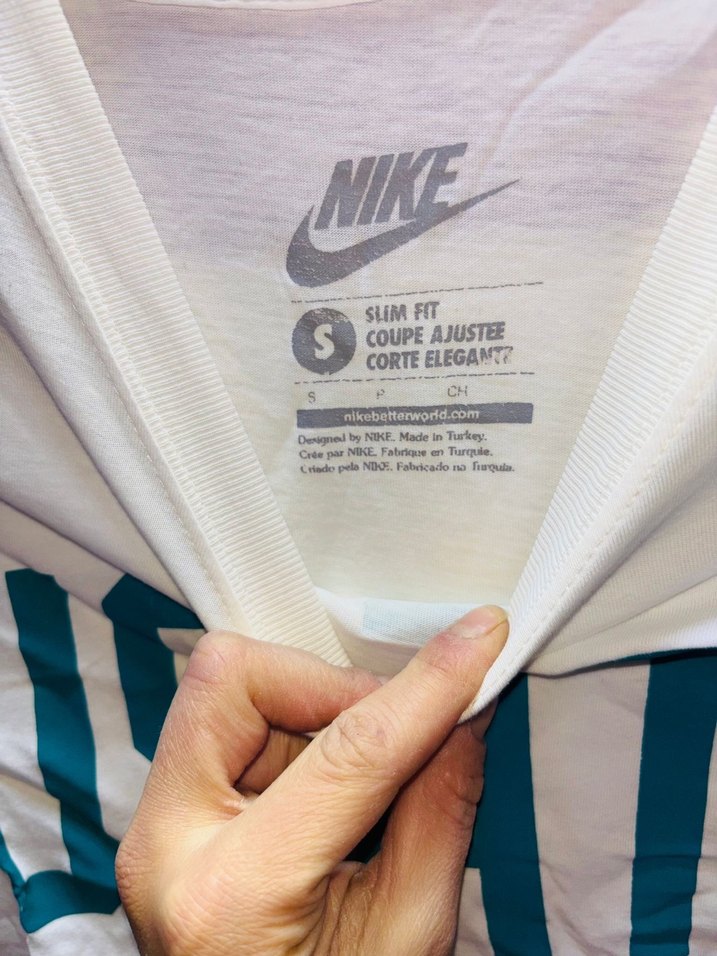 NIKE
S
SLIM FIT
COUPE AJUSTEE
CORTE ELEGANTE
S P CH
nikebetterworld.com
Designed by NIKE. Made in Turkey.
Crée par NIKE. Fabrique en Turquie.
Criado pela NIKE. Fabricado na Turquia.